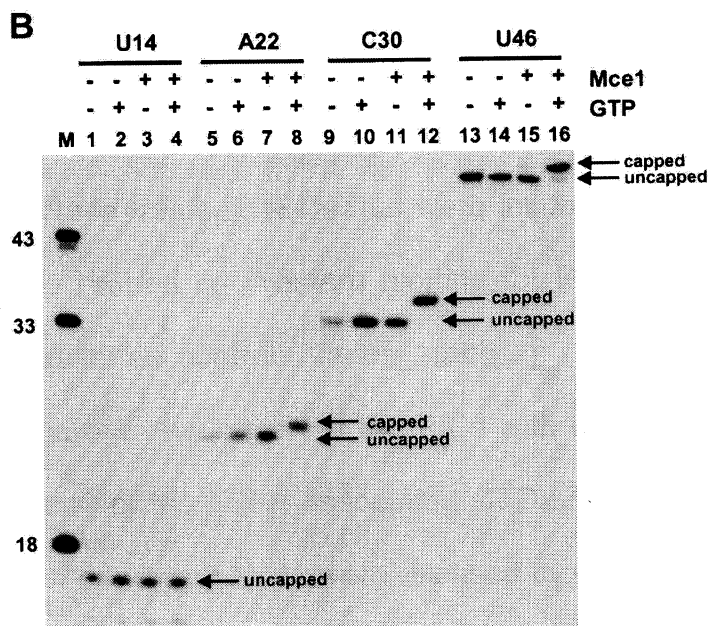 B
U14 A22 C30 U46
- - + + - - + + - - + + - - + + Mce1
- + - + - + - + - + - + - + - + GTP
M 1 2 3 4 5 6 7 8 9 10 11 12 13 14 15 16
capped
uncapped
43
capped
33 uncapped
capped
uncapped
18
uncapped